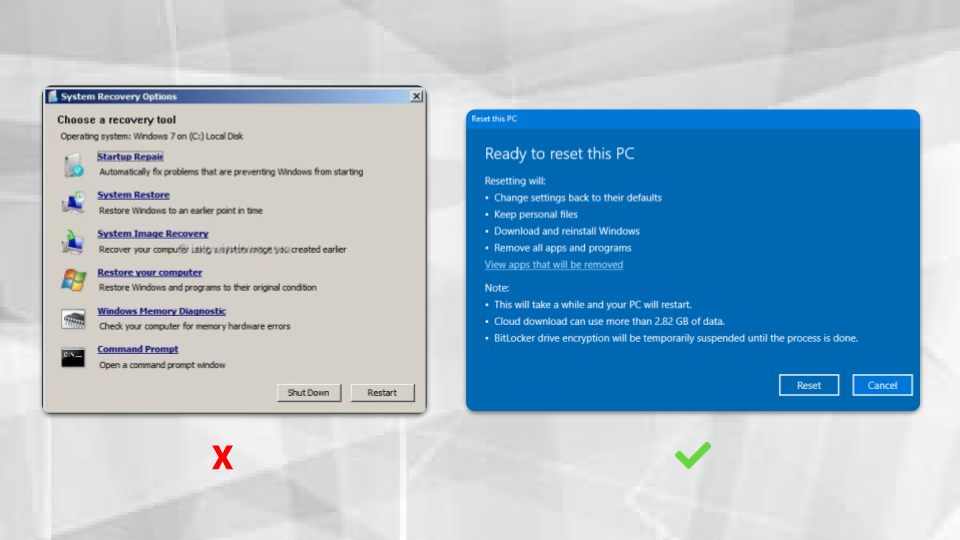 System Recovery Options
Choose a recovery tool
Operating system: Windows 7 on (C:) Local Disk
Startup Repair
Automatically fix problems that are preventing Windows from starting
System Restore
Restore Windows to an earlier point in time
System Image Recovery
Recover your computer using a system image you created earlier
Restore your computer
Restore Windows and programs to their original condition
Windows Memory Diagnostic
Check your computer for memory hardware errors
C:\_
Command Prompt
Open a command prompt window
Shut Down
Restart
X
Reset this PC
Ready to reset this PC
Resetting will:
• Change settings back to their defaults
• Keep personal files
• Download and reinstall Windows
• Remove all apps and programs
View apps that will be removed
Note:
• This will take a while and your PC will restart.
• Cloud download can use more than 2.82 GB of data.
• BitLocker drive encryption will be temporarily suspended until the process is done.
Reset
Cancel